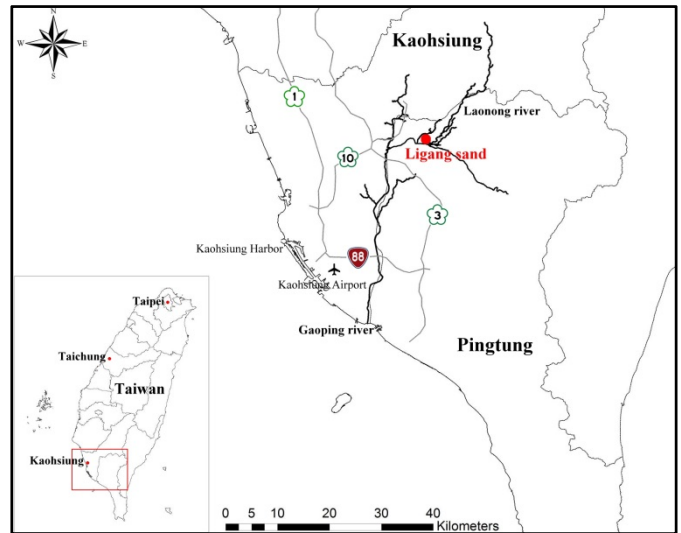 N
W
E
S
Kaohsiung
1
Laonong river
Ligang sand
10
3
Kaohsiung Harbor
88
Kaohsiung Airport
Gaoping river
Pingtung
Taipei
Taichung
Taiwan
Kaohsiung
0 5 10 20 30 40
Kilometers